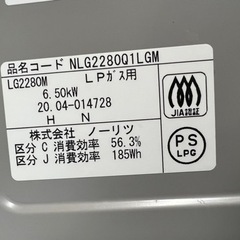 品名コード NLG2280Q1LGM
LG2280M LPガス用
6.50kW
20.04-014728
H N
株式会社 ノーリツ
区分 C 消費効率 56.3%
区分 J 消費効率 185Wh
JIA認証
PS
LPG